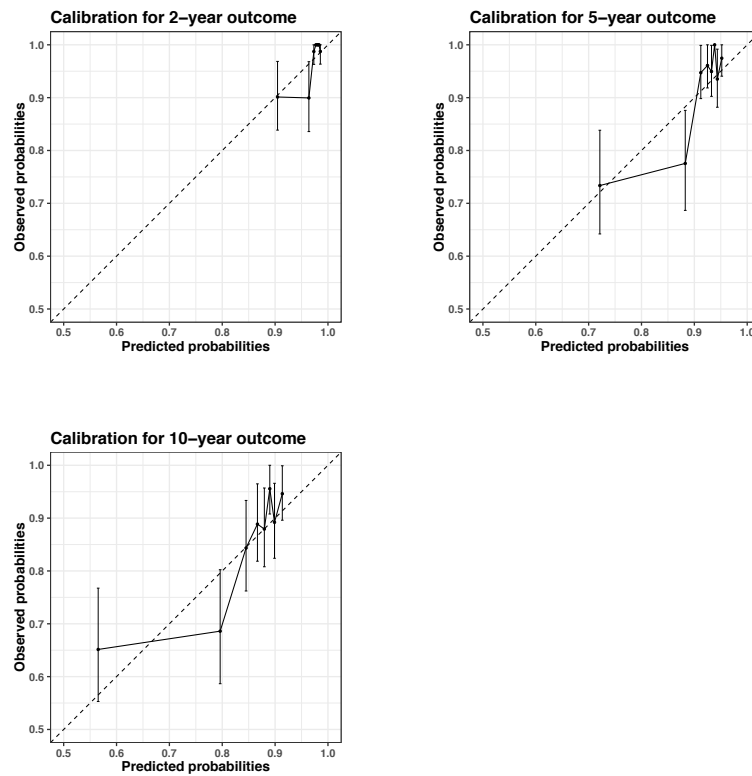 Calibration for 2−year outcome
Observed probabilities
1.0
0.9
0.8
0.7
0.6
0.5
0.5 0.6 0.7 0.8 0.9 1.0
Predicted probabilities
Calibration for 5−year outcome
Observed probabilities
1.0
0.9
0.8
0.7
0.6
0.5
0.5 0.6 0.7 0.8 0.9 1.0
Predicted probabilities
Calibration for 10−year outcome
Observed probabilities
1.0
0.9
0.8
0.7
0.6
0.5
0.5 0.6 0.7 0.8 0.9 1.0
Predicted probabilities